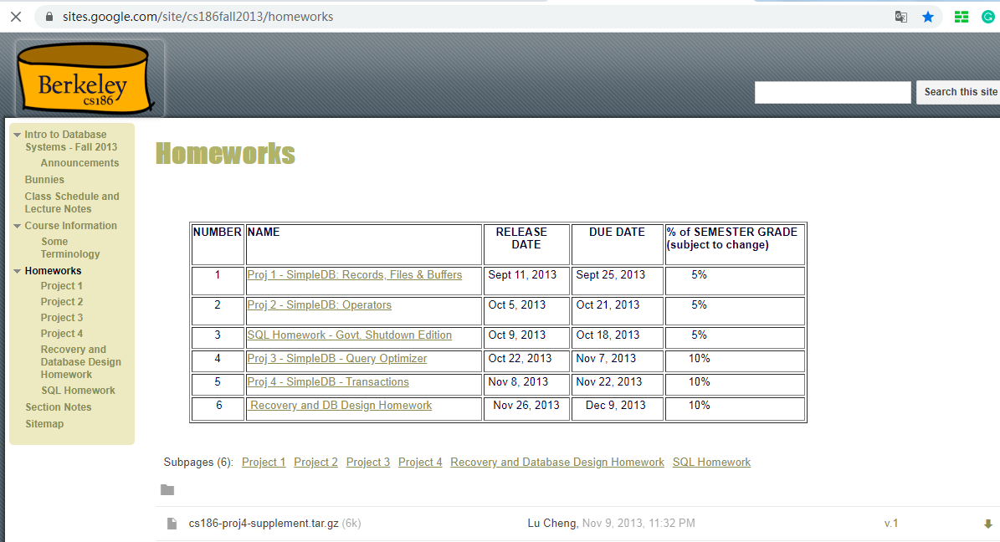 sites.google.com/site/cs186fall2013/homeworks
Berkeley
cs186
Search this site
Intro to Database
Systems - Fall 2013
Announcements
Bunnies
Class Schedule and
Lecture Notes
Course Information
Some
Terminology
Homeworks
Project 1
Project 2
Project 3
Project 4
Recovery and
Database Design
Homework
SQL Homework
Section Notes
Sitemap
Homeworks
NUMBER NAME RELEASE DATE DUE DATE % of SEMESTER GRADE (subject to change)
1 Proj 1 - SimpleDB: Records, Files & Buffers Sept 11, 2013 Sept 25, 2013 5%
2 Proj 2 - SimpleDB: Operators Oct 5, 2013 Oct 21, 2013 5%
3 SQL Homework - Govt. Shutdown Edition Oct 9, 2013 Oct 18, 2013 5%
4 Proj 3 - SimpleDB - Query Optimizer Oct 22, 2013 Nov 7, 2013 10%
5 Proj 4 - SimpleDB - Transactions Nov 8, 2013 Nov 22, 2013 10%
6 Recovery and DB Design Homework Nov 26, 2013 Dec 9, 2013 10%
Subpages (6): Project 1 Project 2 Project 3 Project 4 Recovery and Database Design Homework SQL Homework
cs186-proj4-supplement.tar.gz (6k) Lu Cheng, Nov 9, 2013, 11:32 PM v.1